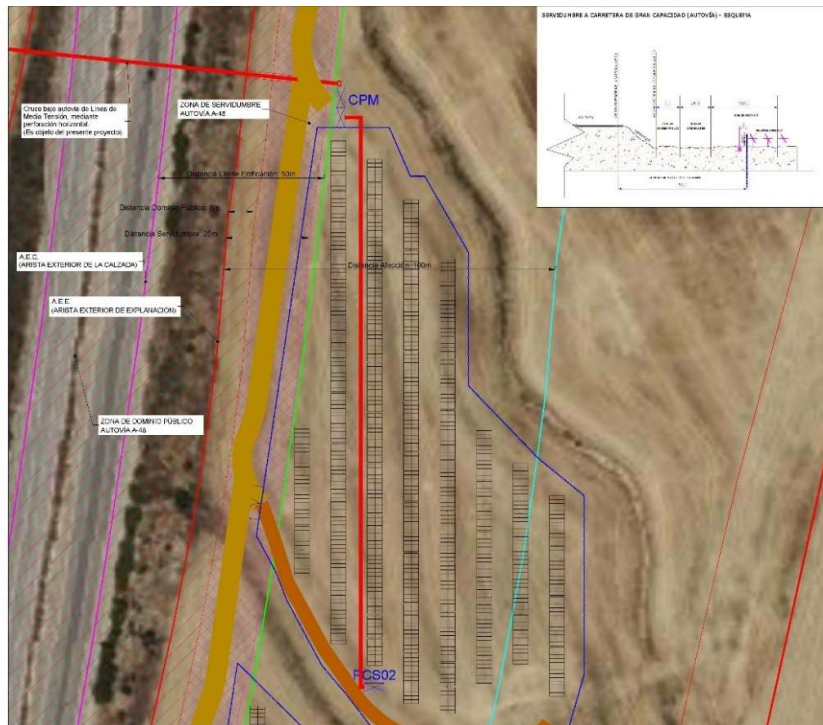 SERVIDUMBRE A CARRETERA DE GRAN CAPACIDAD (AUTOVÍA) - ESQUEMA
CPM
ZONA DE SERVIDUMBRE
AUTOVÍA A-48
Cruce bajo autovía de Línea de
Media Tensión, mediante
perforación horizontal.
(Es objeto del presente proyecto)
Distancia Límite Edificación: 50m
Distancia Dominio Público: 8m
Distancia Servidumbre: 25m
Distancia Afección: 100m
A.E.C.
(ARISTA EXTERIOR DE LA CALZADA)
A.E.E.
(ARISTA EXTERIOR DE EXPLANACIÓN)
ZONA DE DOMINIO PÚBLICO
AUTOVÍA A-48
PCS02